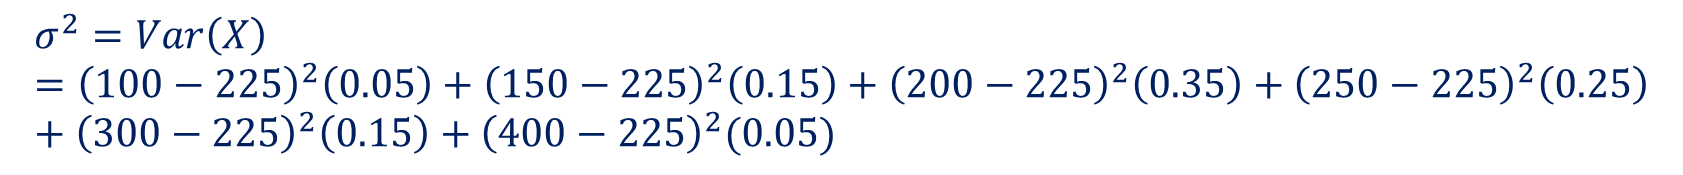 σ² = Var(X)
= (100 − 225)²(0.05) + (150 − 225)²(0.15) + (200 − 225)²(0.35) + (250 − 225)²(0.25)
+ (300 − 225)²(0.15) + (400 − 225)²(0.05)